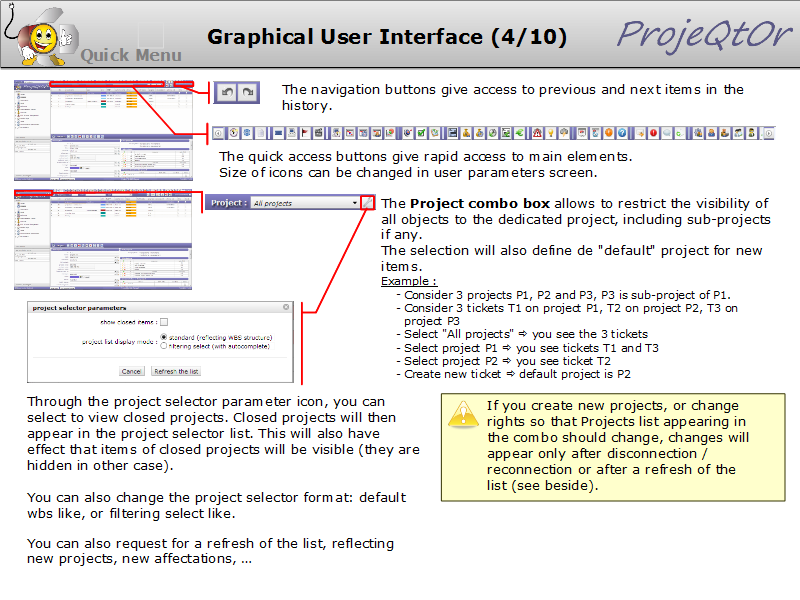 Quick Menu
Graphical User Interface (4/10)
ProjeQtOr
The navigation buttons give access to previous and next items in the
history.
The quick access buttons give rapid access to main elements.
Size of icons can be changed in user parameters screen.
Project : All projects
The Project combo box allows to restrict the visibility of
all objects to the dedicated project, including sub-projects
if any.
The selection will also define de "default" project for new
items.
Example :
- Consider 3 projects P1, P2 and P3, P3 is sub-project of P1.
- Consider 3 tickets T1 on project P1, T2 on project P2, T3 on
project P3
- Select "All projects" ⇨ you see the 3 tickets
- Select project P1 ⇨ you see tickets T1 and T3
- Select project P2 ⇨ you see ticket T2
- Create new ticket ⇨ default project is P2
project selector parameters
show closed items :
project list display mode :
standard (reflecting WBS structure)
filtering select (with autocomplete)
Cancel Refresh the list
Through the project selector parameter icon, you can
select to view closed projects. Closed projects will then
appear in the project selector list. This will also have
effect that items of closed projects will be visible (they are
hidden in other case).
You can also change the project selector format: default
wbs like, or filtering select like.
You can also request for a refresh of the list, reflecting
new projects, new affectations, ...
If you create new projects, or change
rights so that Projects list appearing in
the combo should change, changes will
appear only after disconnection /
reconnection or after a refresh of the
list (see beside).